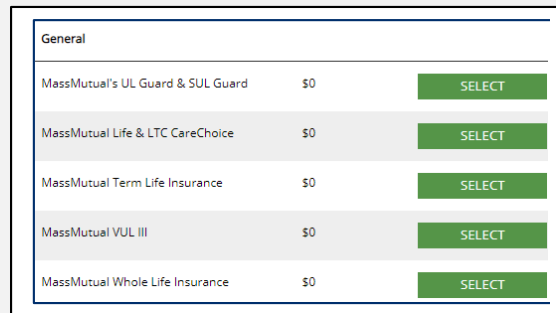 General
MassMutual's UL Guard & SUL Guard $0 SELECT
MassMutual Life & LTC CareChoice $0 SELECT
MassMutual Term Life Insurance $0 SELECT
MassMutual VUL III $0 SELECT
MassMutual Whole Life Insurance $0 SELECT